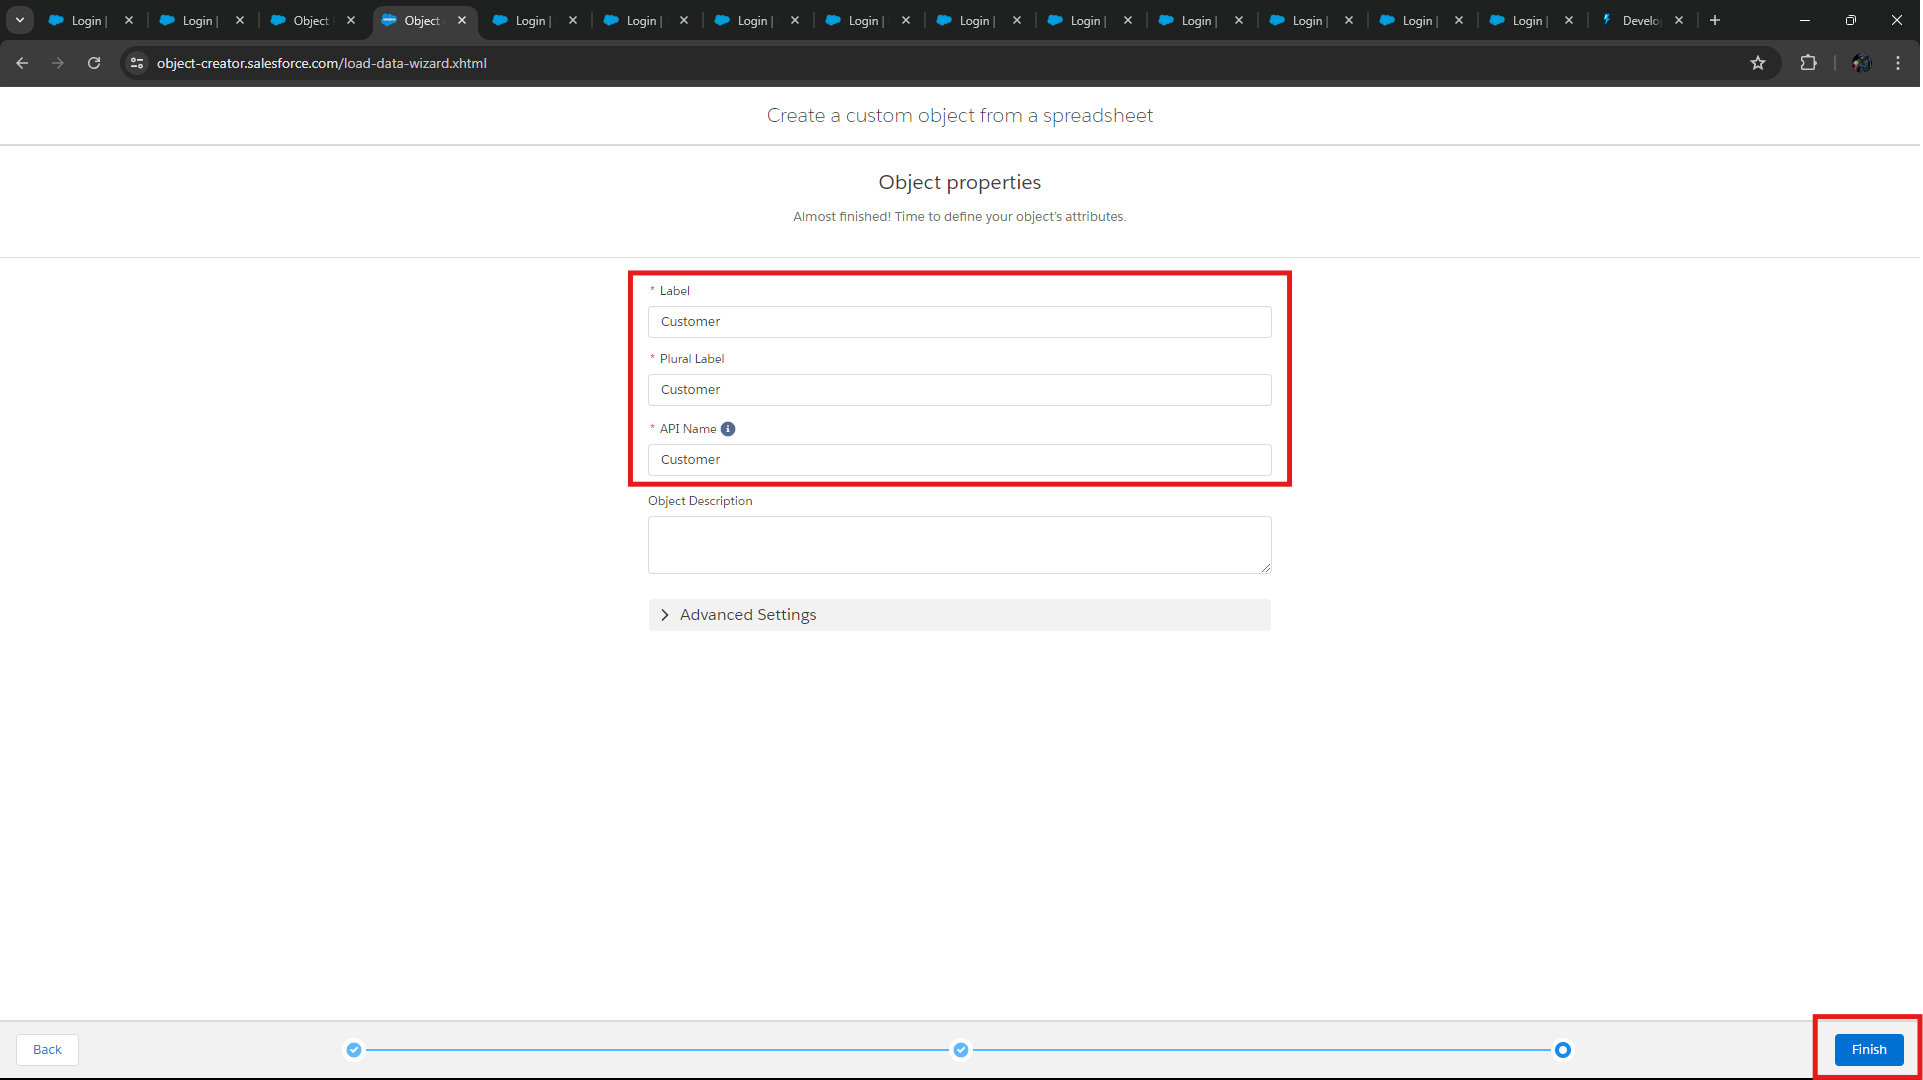 Login | Login | Object Object Login | Login | Login | Login | Login | Login | Login | Login | Login | Login | Develo
object-creator.salesforce.com/load-data-wizard.xhtml
Create a custom object from a spreadsheet
Object properties
Almost finished! Time to define your object's attributes.
* Label
Customer
* Plural Label
Customer
* API Name
Customer
Object Description
Advanced Settings
Back
Finish